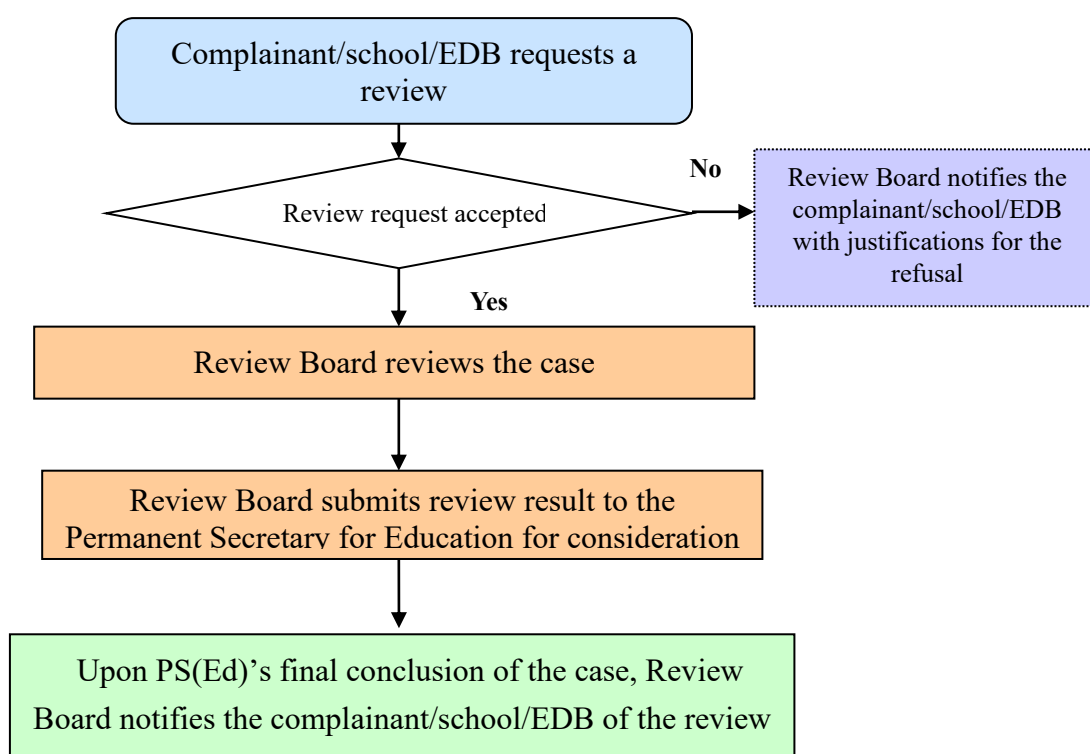 Complainant/school/EDB requests a
review
No
Review Board notifies the
complainant/school/EDB
with justifications for the
refusal
Review request accepted
Yes
Review Board reviews the case
Review Board submits review result to the
Permanent Secretary for Education for consideration
Upon PS(Ed)’s final conclusion of the case, Review
Board notifies the complainant/school/EDB of the review